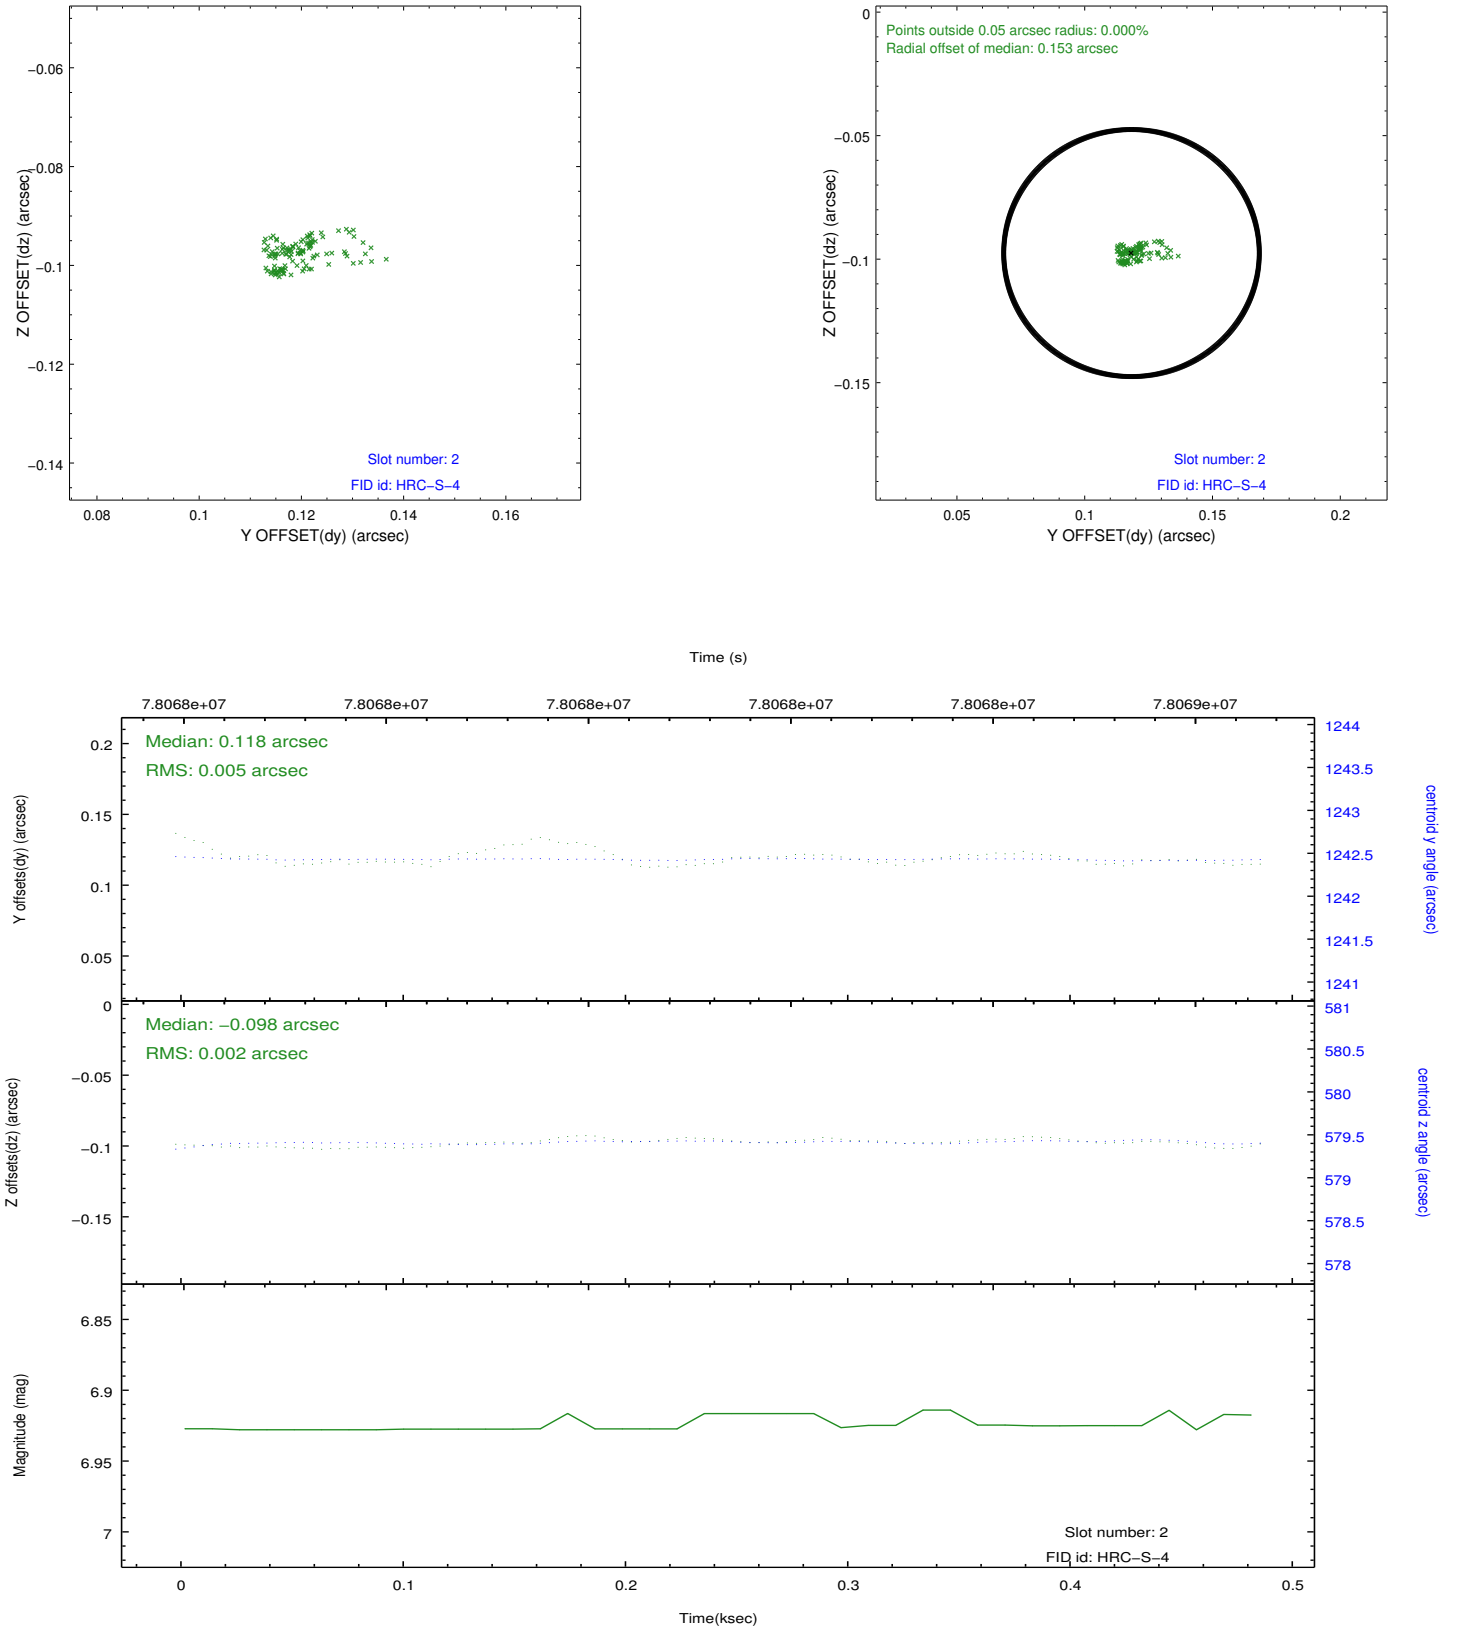 −0.06
−0.08
−0.1
−0.12
−0.14
Z OFFSET(dz) (arcsec)
Slot number: 2
FID id: HRC−S−4
0.08 0.1 0.12 0.14 0.16
Y OFFSET(dy) (arcsec)
0
−0.05
−0.1
−0.15
Z OFFSET(dz) (arcsec)
Points outside 0.05 arcsec radius: 0.000%
Radial offset of median: 0.153 arcsec
Slot number: 2
FID id: HRC−S−4
0.05 0.1 0.15 0.2
Y OFFSET(dy) (arcsec)
Time (s)
7.8068e+07 7.8068e+07 7.8068e+07 7.8068e+07 7.8068e+07 7.8069e+07
Median: 0.118 arcsec
RMS: 0.005 arcsec
0.2
0.15
0.1
0.05
Y offsets(dy) (arcsec)
1244
1243.5
1243
1242.5
1242
1241.5
1241
centroid y angle (arcsec)
Median: −0.098 arcsec
RMS: 0.002 arcsec
0
−0.05
−0.1
−0.15
Z offsets(dz) (arcsec)
581
580.5
580
579.5
579
578.5
578
centroid z angle (arcsec)
6.85
6.9
6.95
7
Magnitude (mag)
Slot number: 2
FID id: HRC−S−4
0 0.1 0.2 0.3 0.4 0.5
Time(ksec)